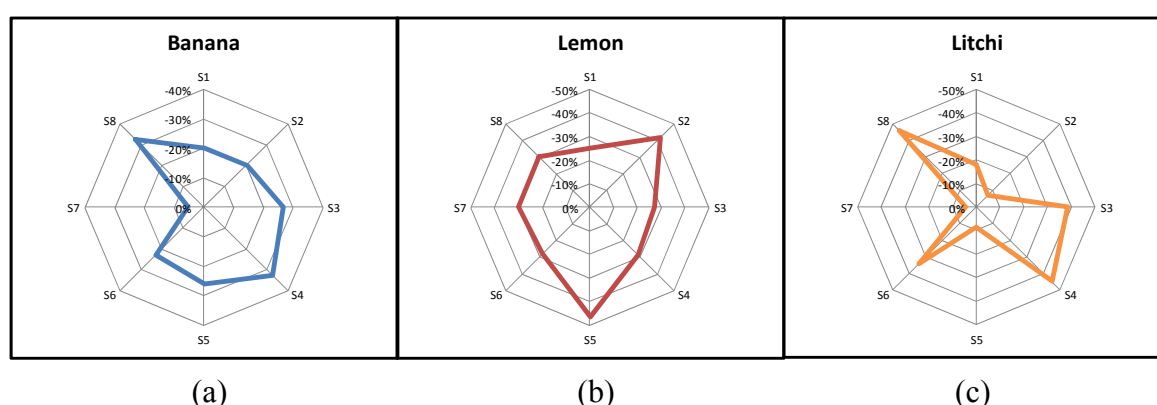 Banana
S1
-40%
-30%
-20%
-10%
0%
S2
S3
S4
S5
S6
S7
S8
(a)
Lemon
S1
-50%
-40%
-30%
-20%
-10%
0%
S2
S3
S4
S5
S6
S7
S8
(b)
Litchi
S1
-50%
-40%
-30%
-20%
-10%
0%
S2
S3
S4
S5
S6
S7
S8
(c)